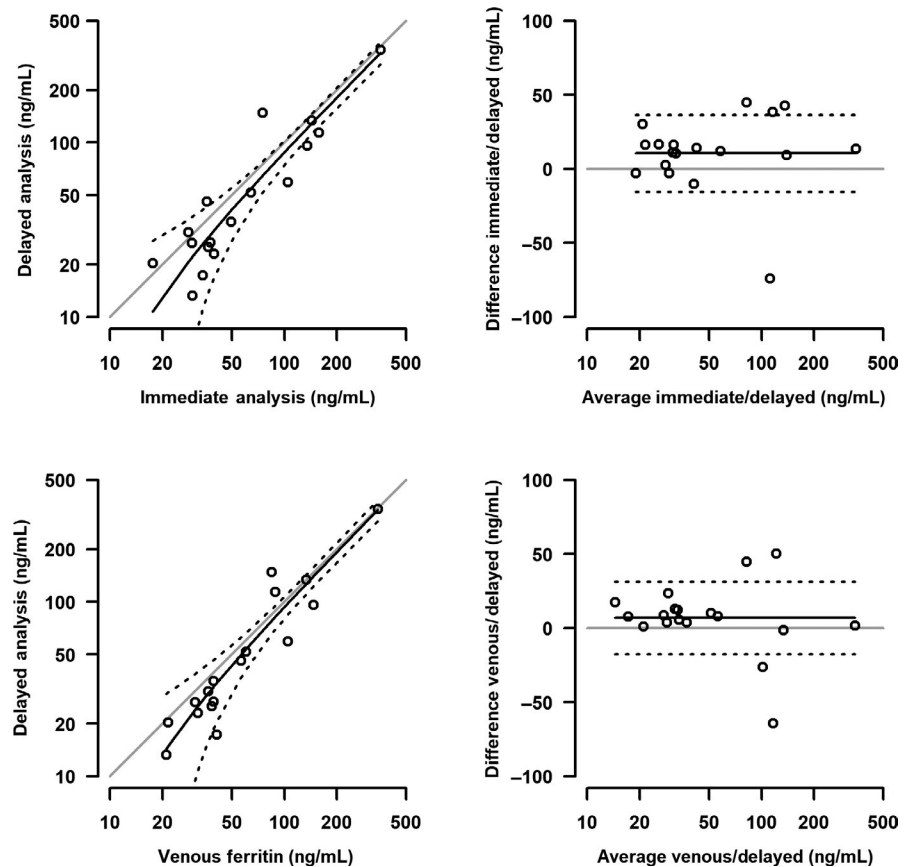 500
200
100
50
20
10
Delayed analysis (ng/mL)
10 20 50 100 200 500
Immediate analysis (ng/mL)
100
50
0
–50
–100
Difference immediate/delayed (ng/mL)
10 20 50 100 200 500
Average immediate/delayed (ng/mL)
500
200
100
50
20
10
Delayed analysis (ng/mL)
10 20 50 100 200 500
Venous ferritin (ng/mL)
100
50
0
–50
–100
Difference venous/ delayed (ng/mL)
10 20 50 100 200 500
Average venous/delayed (ng/mL)